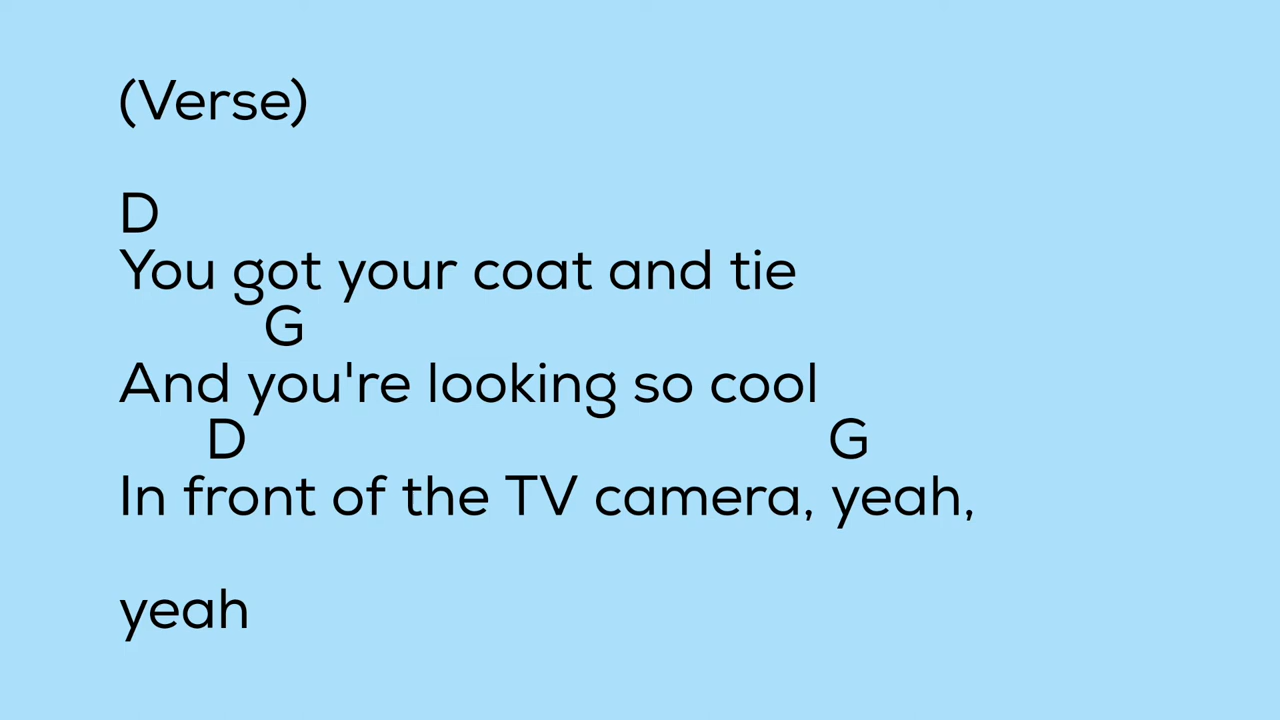 (Verse)
D
You got your coat and tie
G
And you're looking so cool
D G
In front of the TV camera, yeah,
yeah